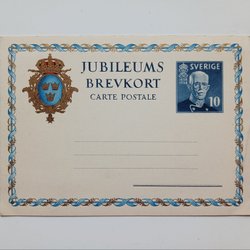 JUBILEUMS
BREVKORT
CARTE POSTALE
SVERIGE
10